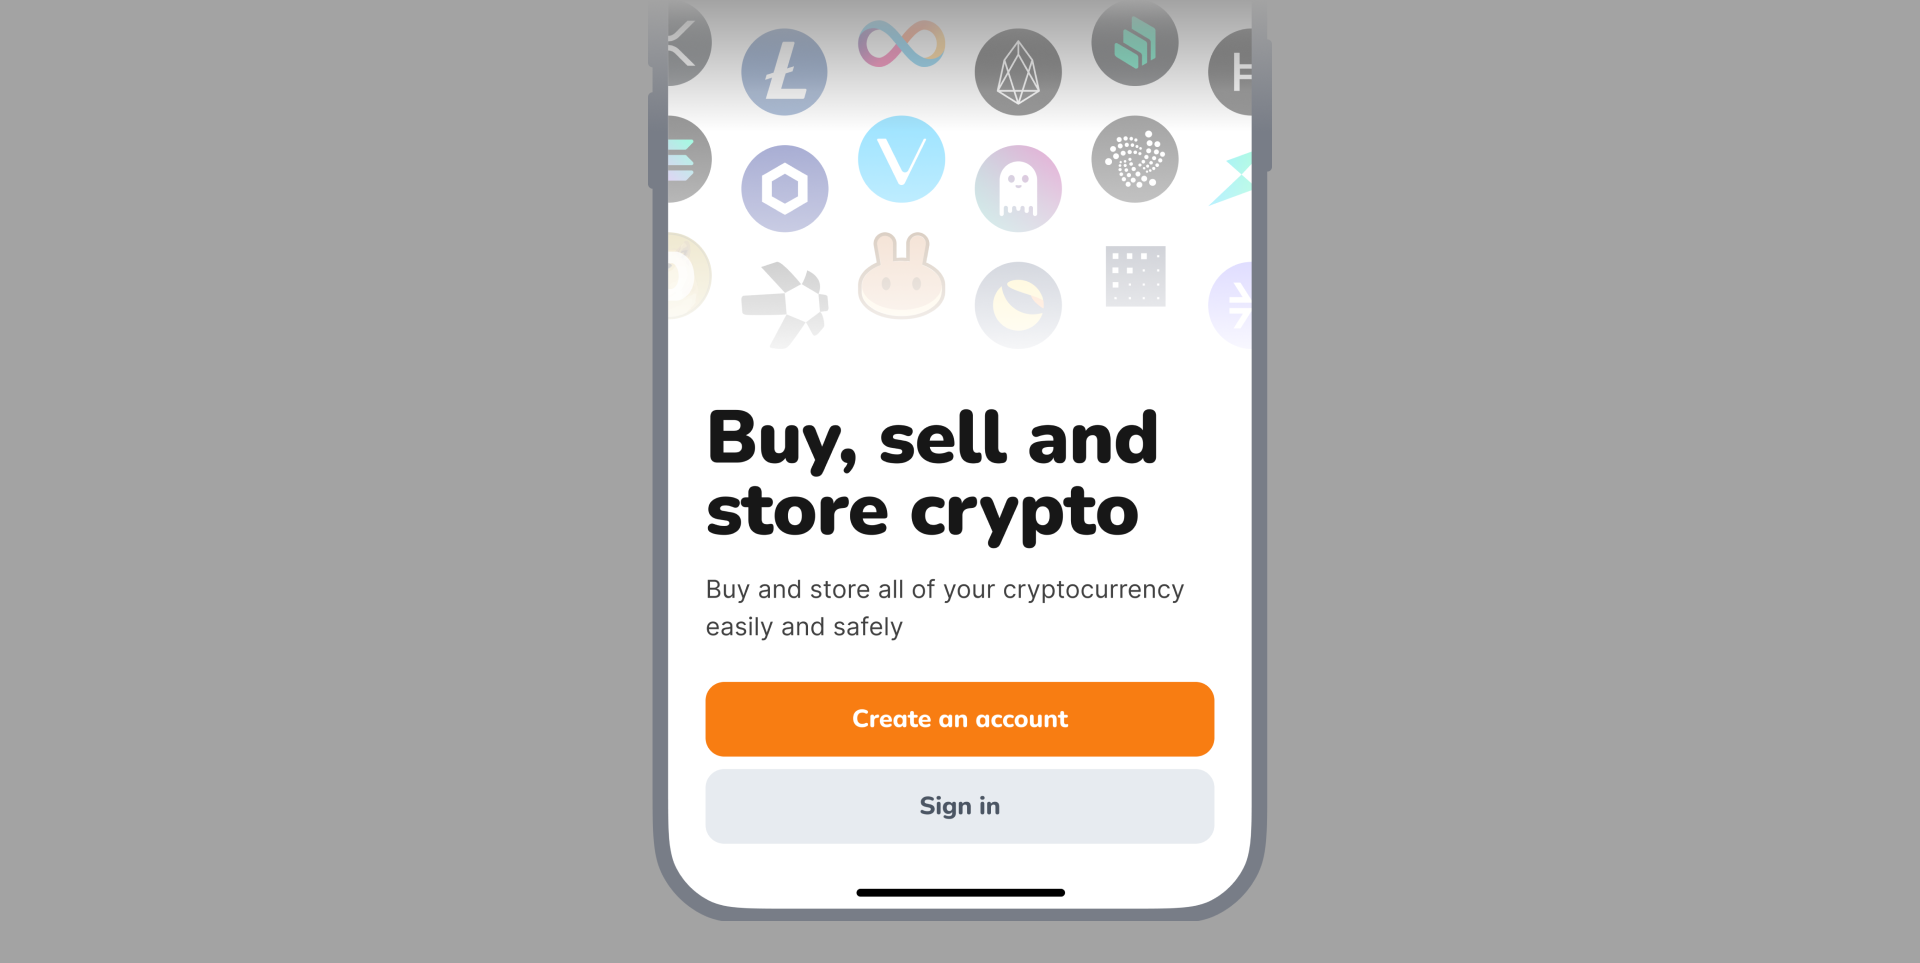 Buy, sell and
store crypto
Buy and store all of your cryptocurrency
easily and safely
Create an account
Sign in